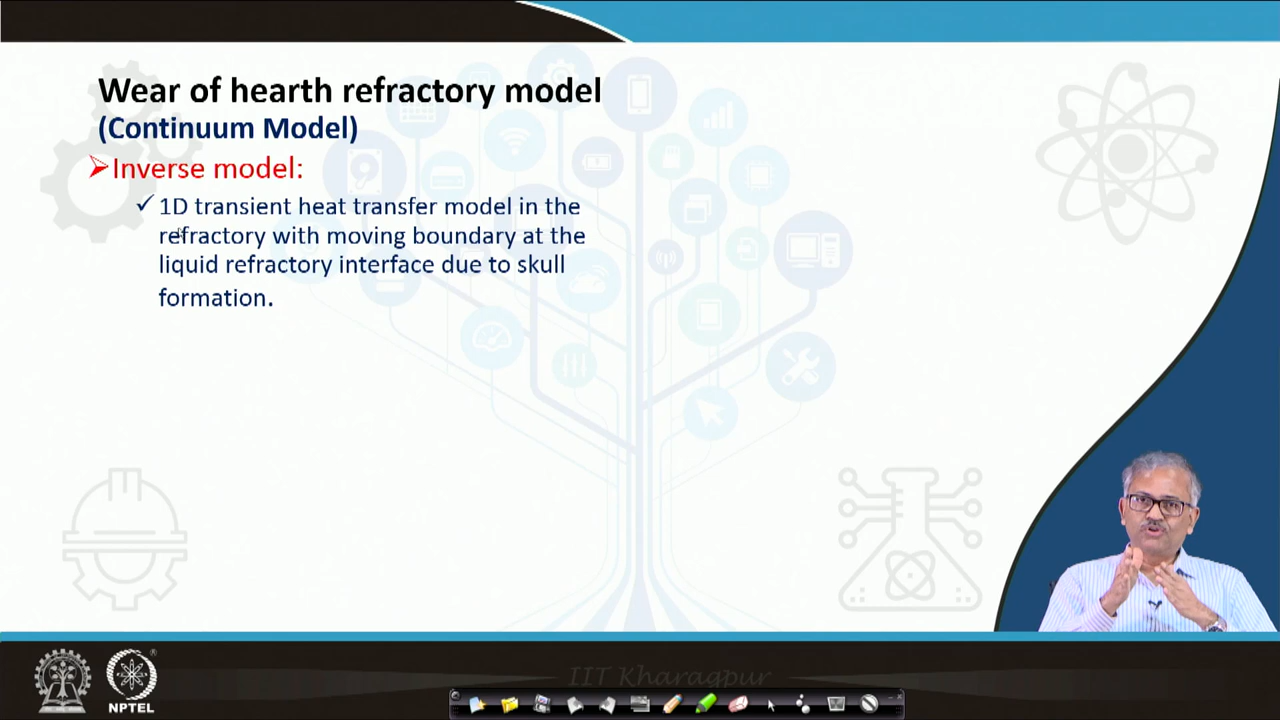 Wear of hearth refractory model
(Continuum Model)
Inverse model:
1D transient heat transfer model in the
refractory with moving boundary at the
liquid refractory interface due to skull
formation.
IIT Kharagpur
NPTEL